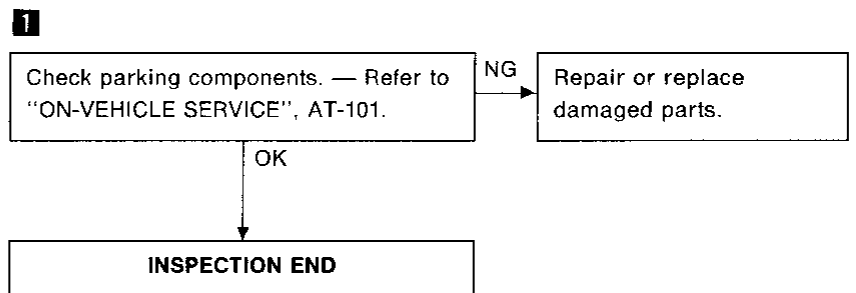 1
Check parking components. — Refer to
"ON-VEHICLE SERVICE", AT-101.
NG
Repair or replace
damaged parts.
OK
INSPECTION END